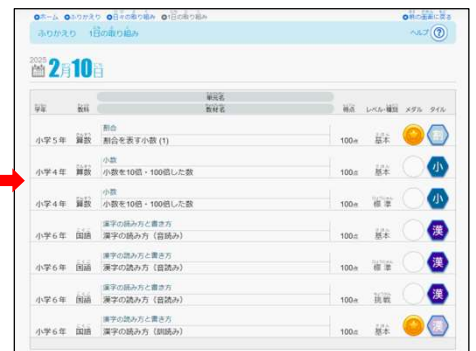 ホーム ふりかえり 日々の取り組み 1日の取り組み 前の画面に戻る
ふりかえり 1日の取り組み ヘルプ ?
2025
2月10日
単元名
学年 教科 教材名 得点 レベル・種別 メダル タイル
割合
小学5年 算数 割合を表す小数 (1) 100点 基本 割
小数
小学4年 算数 小数を10倍・100倍した数 100点 基本 小
小数
小学4年 算数 小数を10倍・100倍した数 100点 標準 小
漢字の読み方と書き方
小学6年 国語 漢字の読み方（音読み） 100点 基本 漢
漢字の読み方と書き方
小学6年 国語 漢字の読み方（音読み） 100点 標準 漢
漢字の読み方と書き方
小学6年 国語 漢字の読み方（音読み） 100点 挑戦 漢
漢字の読み方と書き方
小学6年 国語 漢字の読み方（訓読み） 100点 基本 漢